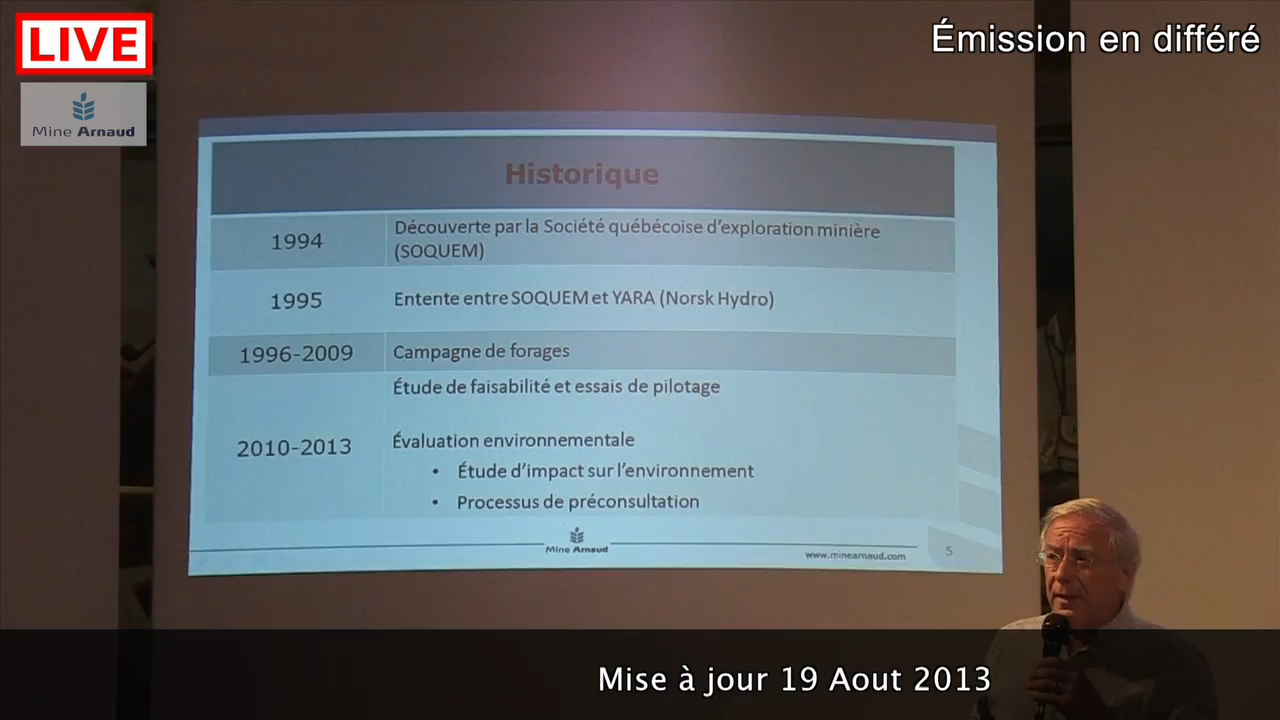 LIVE
Émission en différé
Mine Arnaud
Historique
1994
Découverte par la Société québécoise d'exploration minière
(SOQUEM)
1995
Entente entre SOQUEM et YARA (Norsk Hydro)
1996-2009
Campagne de forages
2010-2013
Étude de faisabilité et essais de pilotage
Évaluation environnementale
• Étude d'impact sur l'environnement
• Processus de préconsultation
Mine Arnaud
www.minearnaud.com
5
Mise à jour 19 Aout 2013